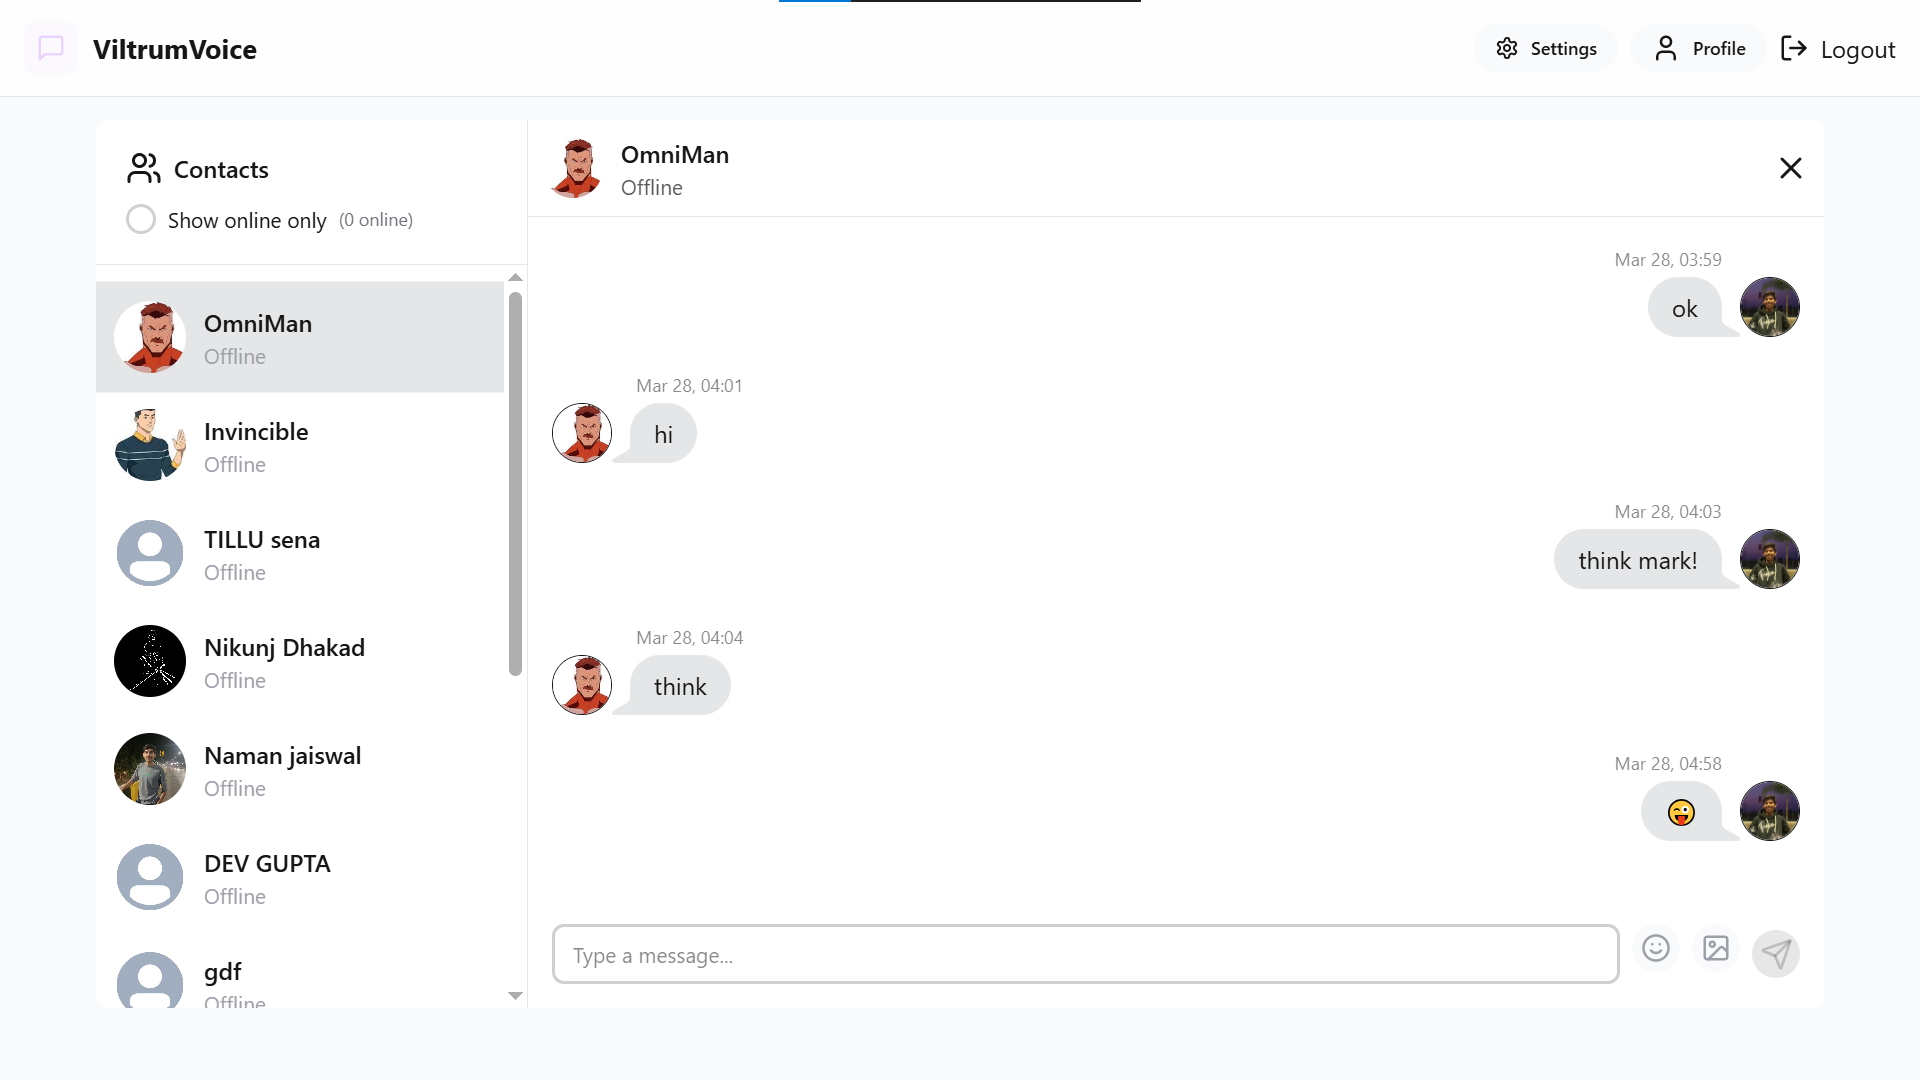 ViltrumVoice
Settings
Profile
Logout
Contacts
Show online only (0 online)
OmniMan
Offline
Invincible
Offline
TILLU sena
Offline
Nikunj Dhakad
Offline
Naman jaiswal
Offline
DEV GUPTA
Offline
gdf
Offline
OmniMan
Offline
Mar 28, 03:59
ok
Mar 28, 04:01
hi
Mar 28, 04:03
think mark!
Mar 28, 04:04
think
Mar 28, 04:58
😜
Type a message...